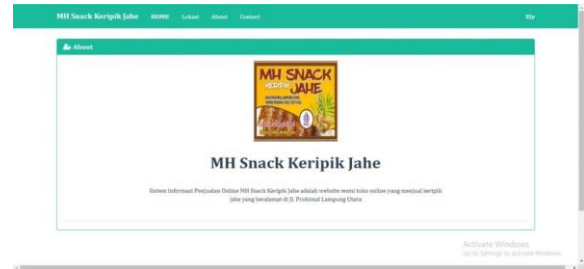 MH Snack Keripik Jahe HOME Lokasi About Contact
Ety
About
MH SNACK
KERIPIK
JAHE
MH Snack Keripik Jahe
Sistem Informasi Penjualan Online MH Snack Keripik Jahe adalah website resmi toko online yang menjual keripik
jahe yang beralamat di Jl. Prokimal Lampung Utara
Activate Windows
Go to Settings to activate Windows.